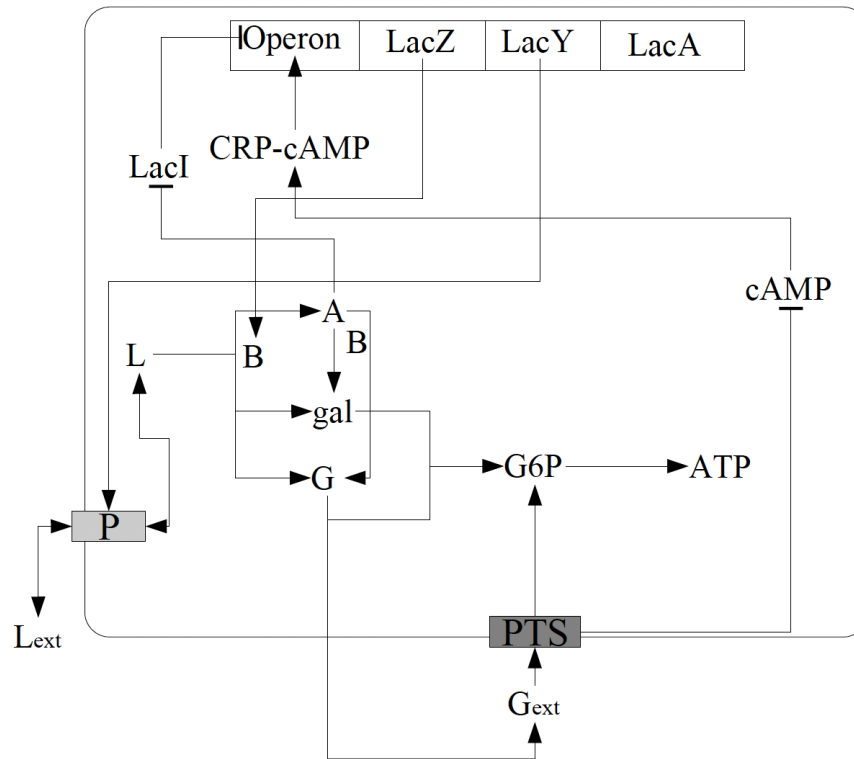 Operon LacZ LacY LacA
CRP-cAMP
LacI
cAMP
A
B
L B
gal
G G6P ATP
P
Lext
PTS
Gext